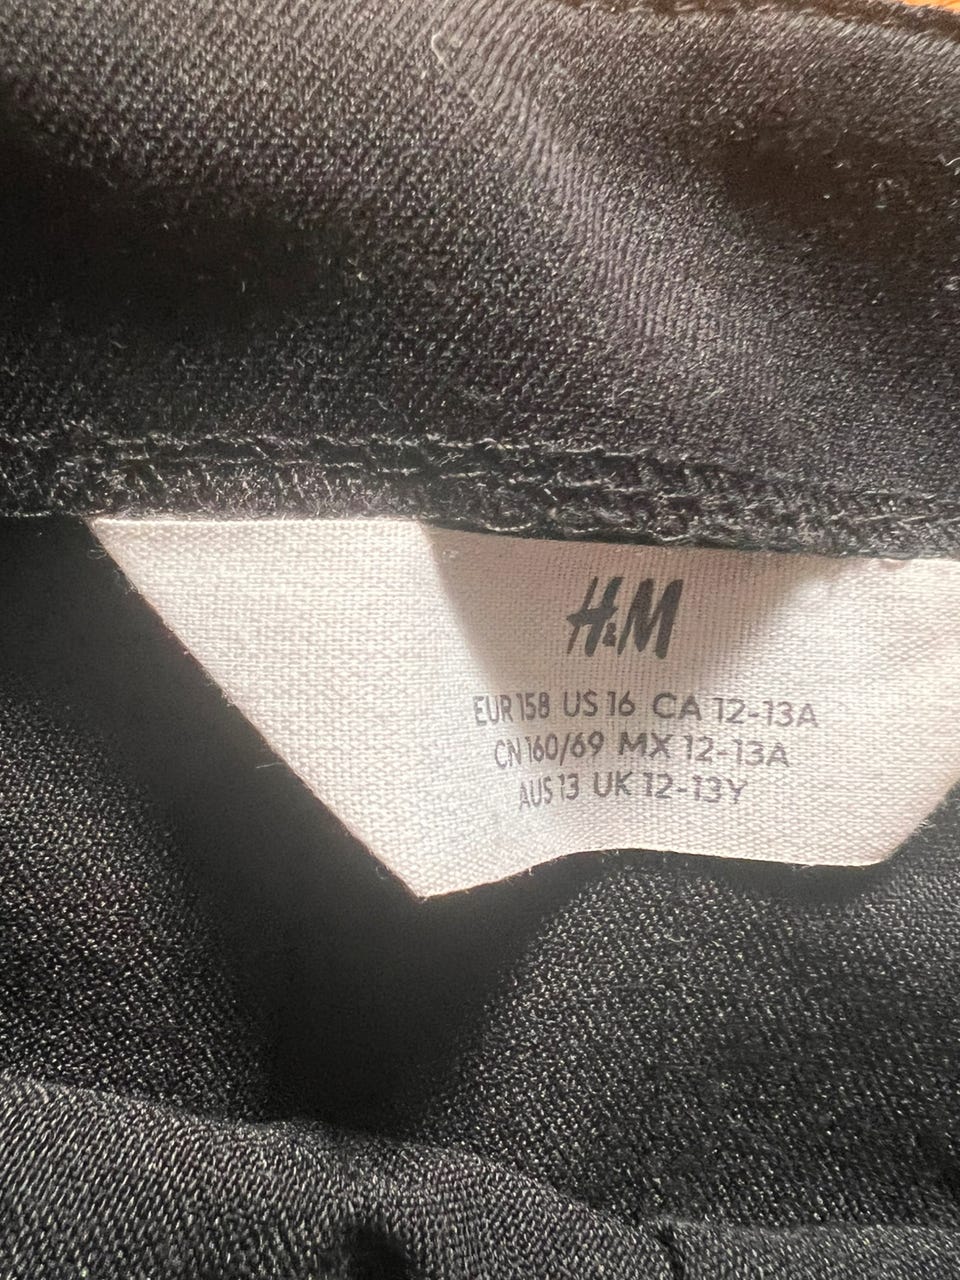 H&M
EUR 158 US 16 CA 12-13A
CN 160/69 MX 12-13A
AUS 13 UK 12-13Y